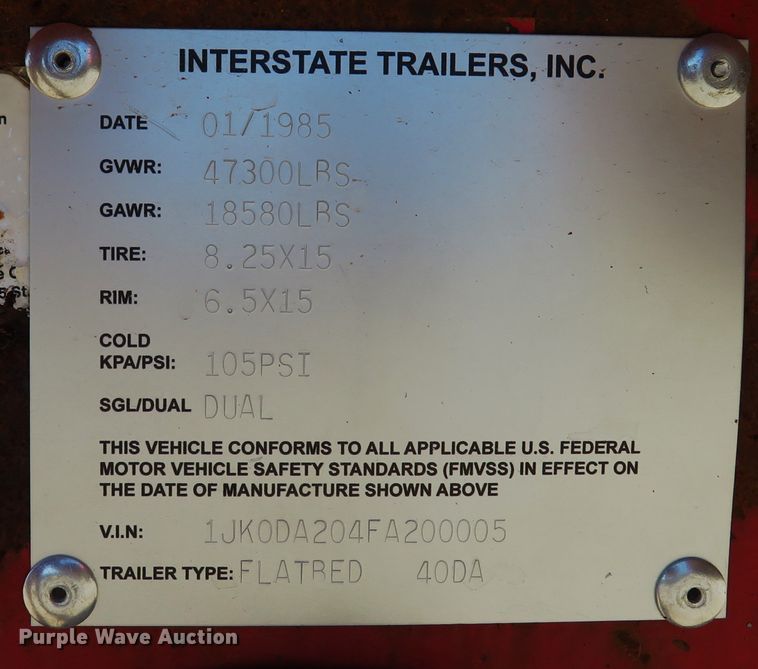 INTERSTATE TRAILERS, INC.
DATE 01/1985
GVWR: 47300LBS
GAWR: 18580LBS
TIRE: 8.25X15
RIM: 6.5X15
COLD
KPA/PSI: 105PSI
SGL/DUAL DUAL
THIS VEHICLE CONFORMS TO ALL APPLICABLE U.S. FEDERAL
MOTOR VEHICLE SAFETY STANDARDS (FMVSS) IN EFFECT ON
THE DATE OF MANUFACTURE SHOWN ABOVE
V.I.N: 1JK0DA204FA200005
TRAILER TYPE: FLATBED 40DA
Purple Wave Auction